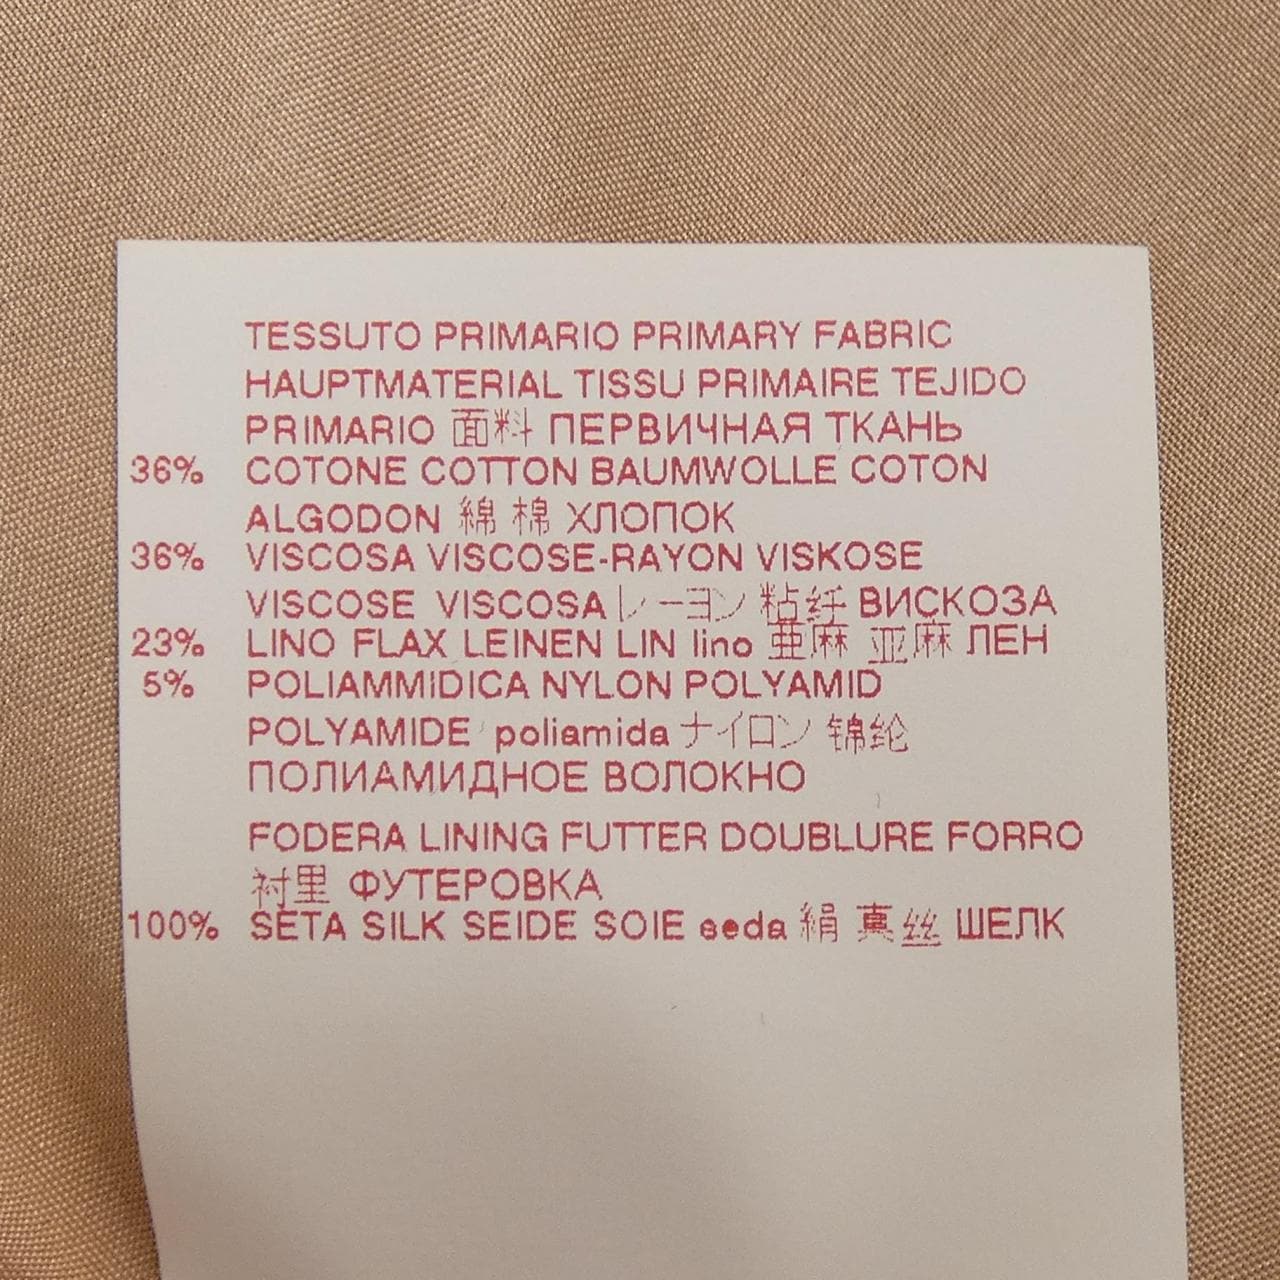 TESSUTO PRIMARIO PRIMARY FABRIC
HAUPTMATERIAL TISSU PRIMAIRE TEJIDO
PRIMARIO 面料 ПЕРВИЧНАЯ ТКАНЬ
36% COTONE COTTON BAUMWOLLE COTON
ALGODON 綿 棉 ХЛОПОК
36% VISCOSA VISCOSE-RAYON VISKOSE
VISCOSE VISCOSA レーヨン 粘纤 ВИСКОЗА
23% LINO FLAX LEINEN LIN lino 亜麻 亚麻 ЛЕН
5% POLIAMMIDICA NYLON POLYAMID
POLYAMIDE poliamida ナイロン 锦纶
ПОЛИАМИДНОЕ ВОЛОКНО
FODERA LINING FUTTER DOUBLURE FORRO
衬里 ФУТЕРОВКА
100% SETA SILK SEIDE SOIE seda 絹 真丝 ШЕЛК